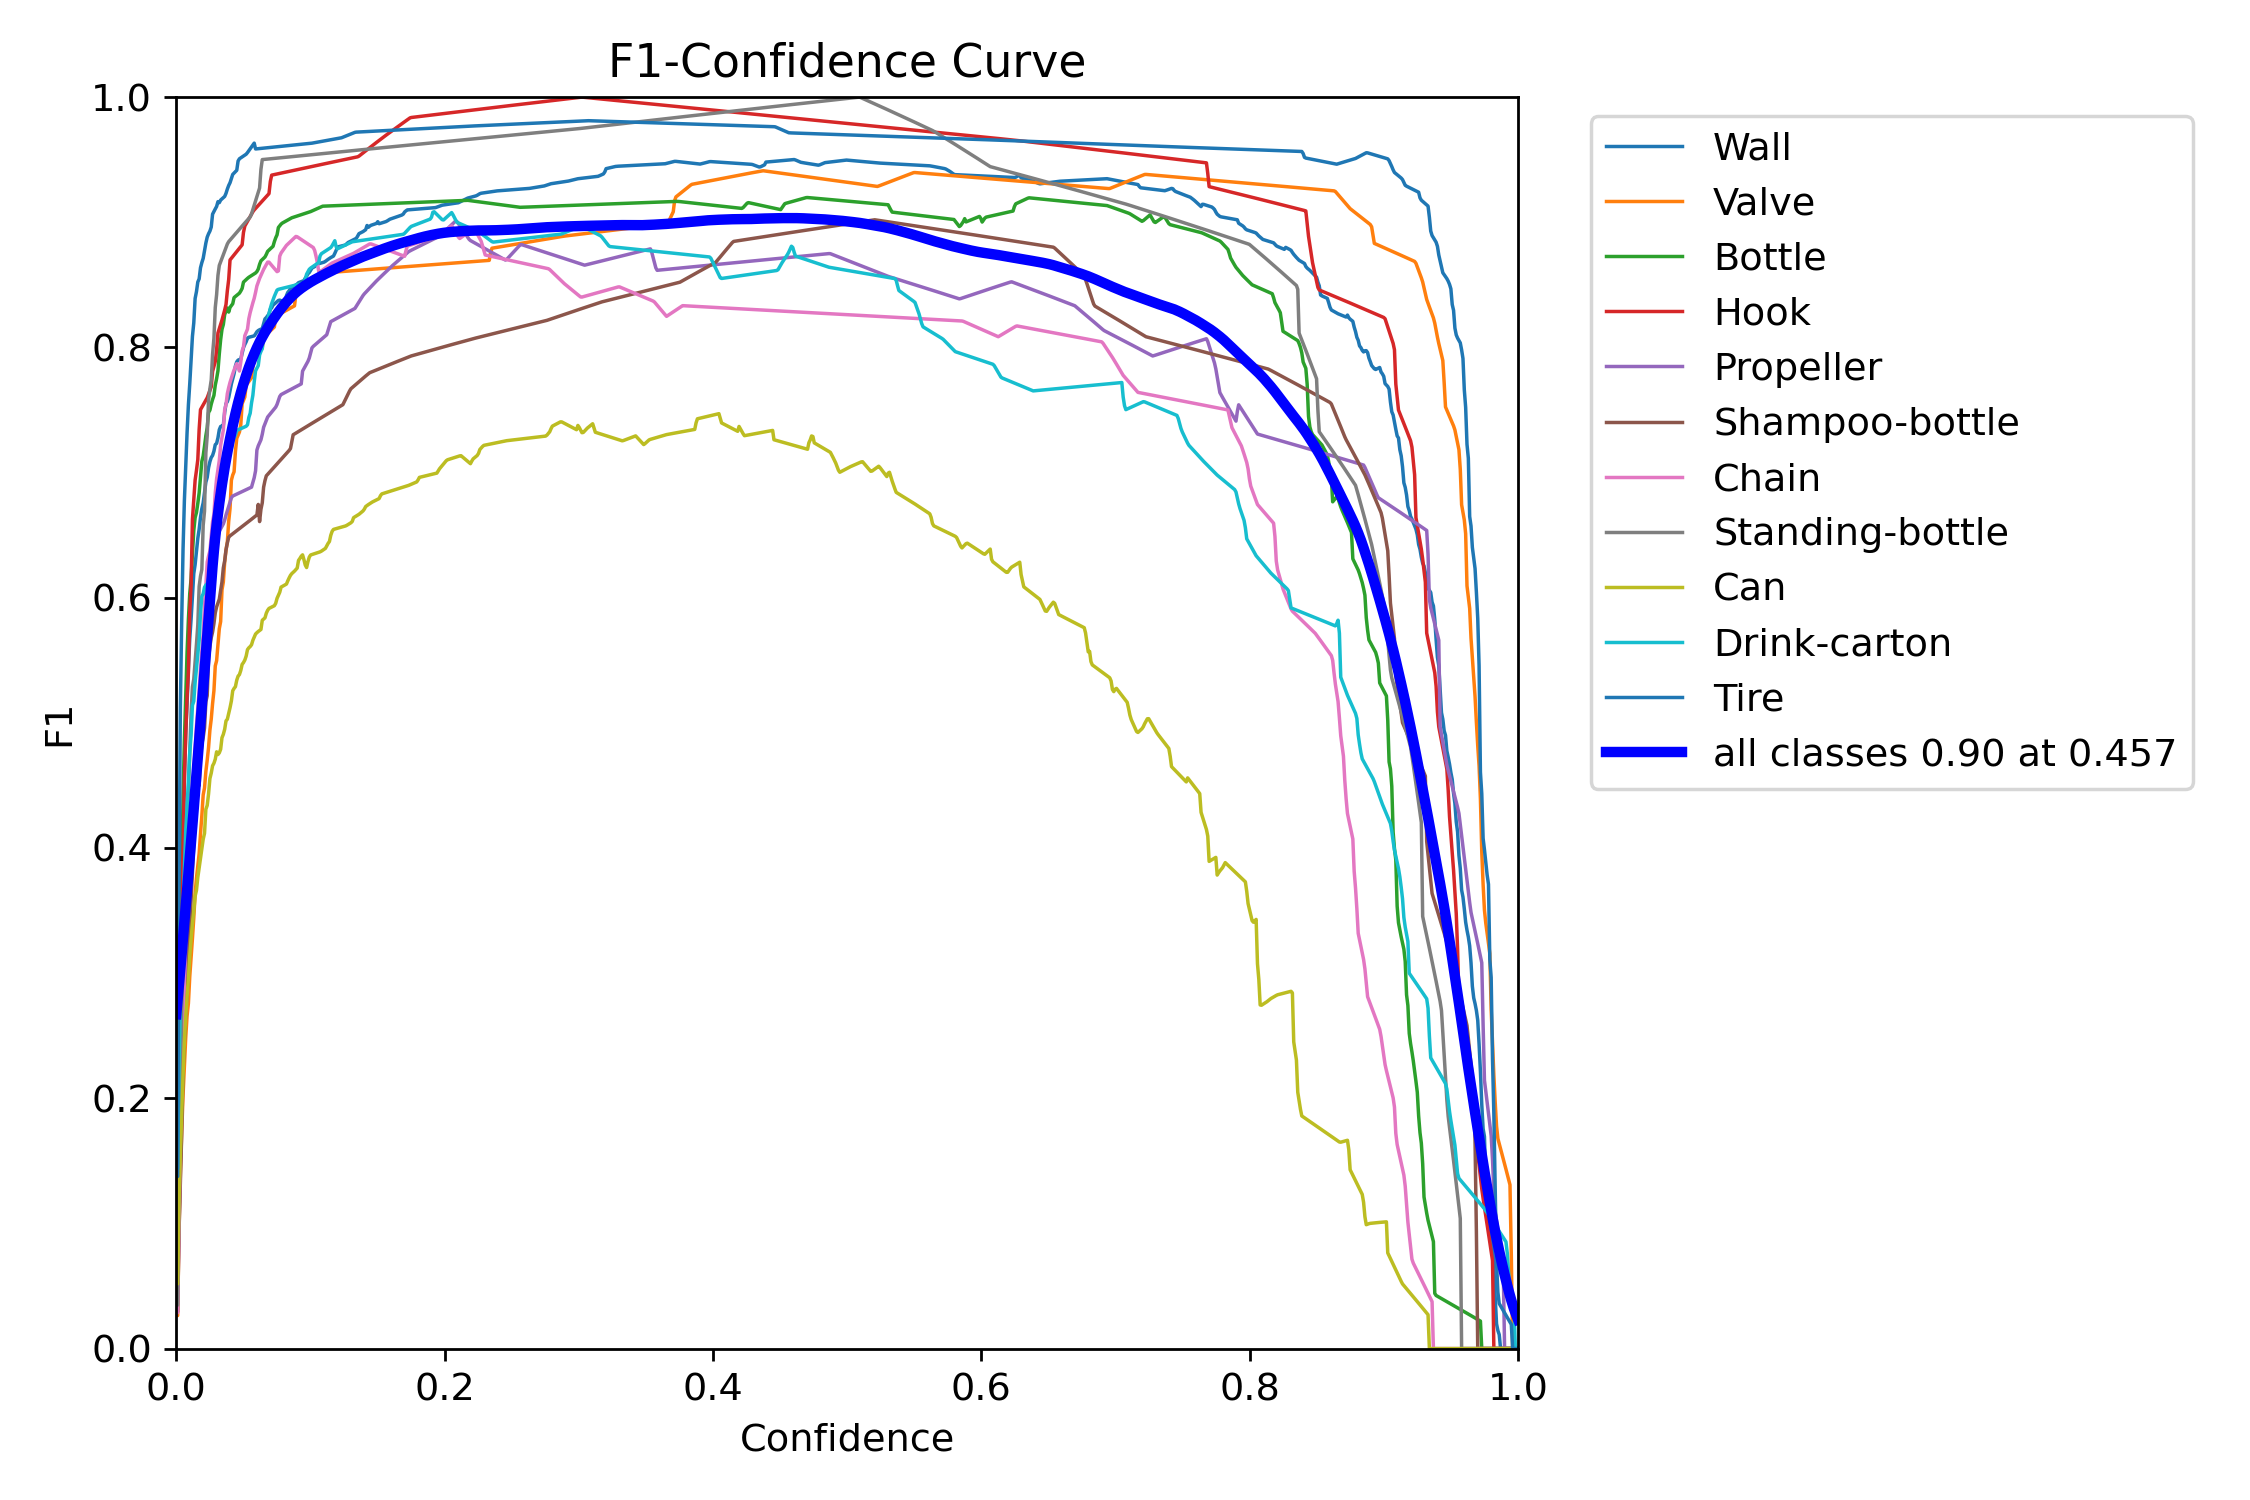 F1-Confidence Curve
1.0
0.8
0.6
0.4
0.2
0.0
F1
0.0 0.2 0.4 0.6 0.8 1.0
Confidence
Wall
Valve
Bottle
Hook
Propeller
Shampoo-bottle
Chain
Standing-bottle
Can
Drink-carton
Tire
all classes 0.90 at 0.457